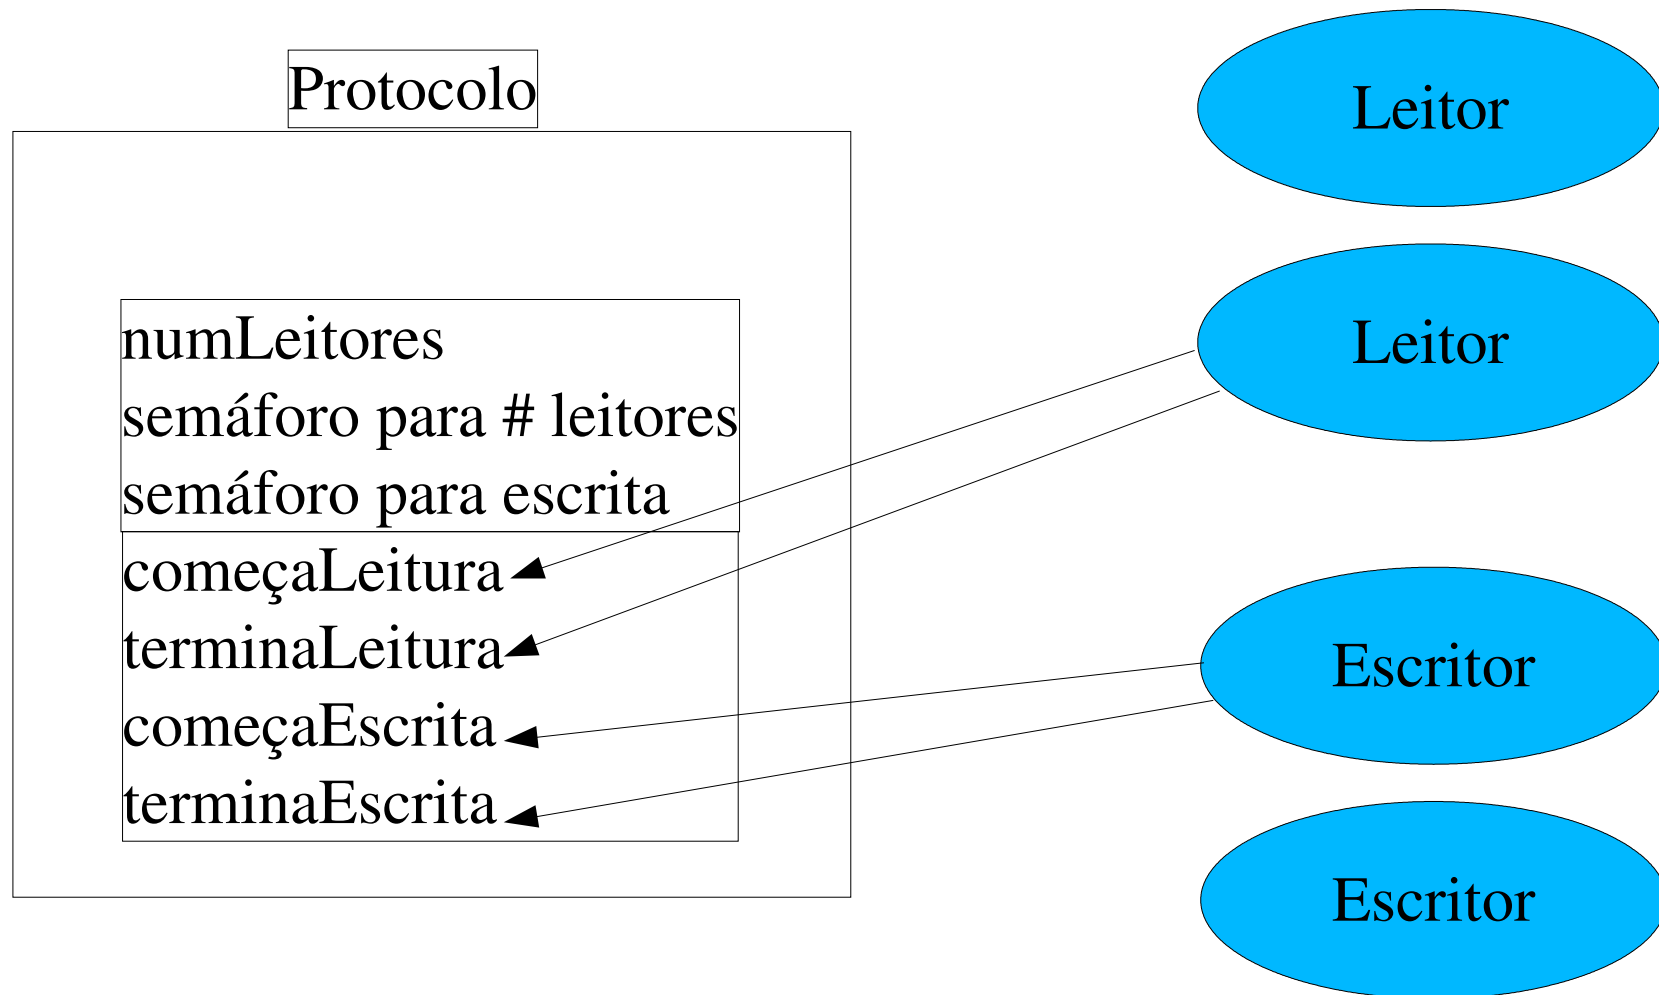 Protocolo
numLeitores
semáforo para # leitores
semáforo para escrita
começaLeitura
terminaLeitura
começaEscrita
terminaEscrita
Leitor
Leitor
Escritor
Escritor